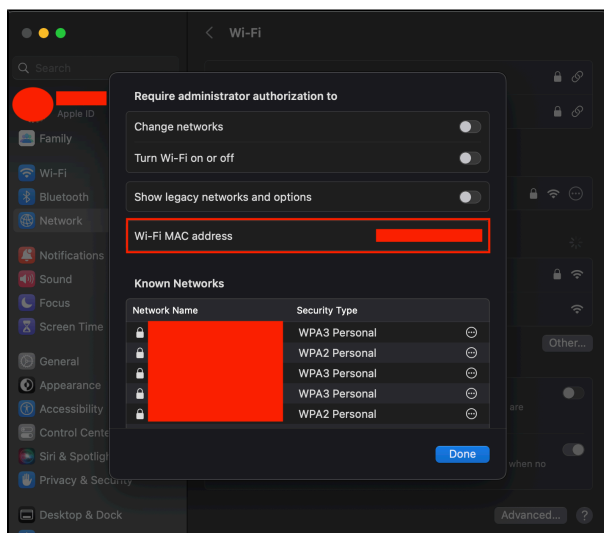 Wi-Fi
Search
Apple ID
Family
Wi-Fi
Bluetooth
Network
Notifications
Sound
Focus
Screen Time
General
Appearance
Accessibility
Control Cente
Siri & Spotligh
Privacy & Security
Desktop & Dock
Require administrator authorization to
Change networks
Turn Wi-Fi on or off
Show legacy networks and options
Wi-Fi MAC address
Known Networks
Network Name Security Type
WPA3 Personal
WPA2 Personal
WPA3 Personal
WPA3 Personal
WPA2 Personal
Done
Other...
are
when no
Advanced... ?